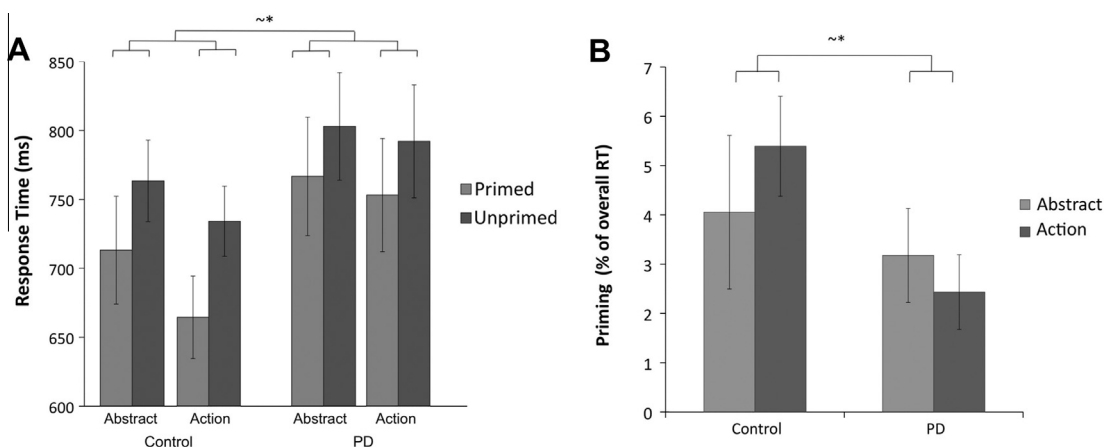 A
~*
850
800
750
700
650
600
Response Time (ms)
Primed
Unprimed
Abstract Action Abstract Action
Control PD
B
~*
7
6
5
4
3
2
1
0
Priming (% of overall RT)
Abstract
Action
Control PD